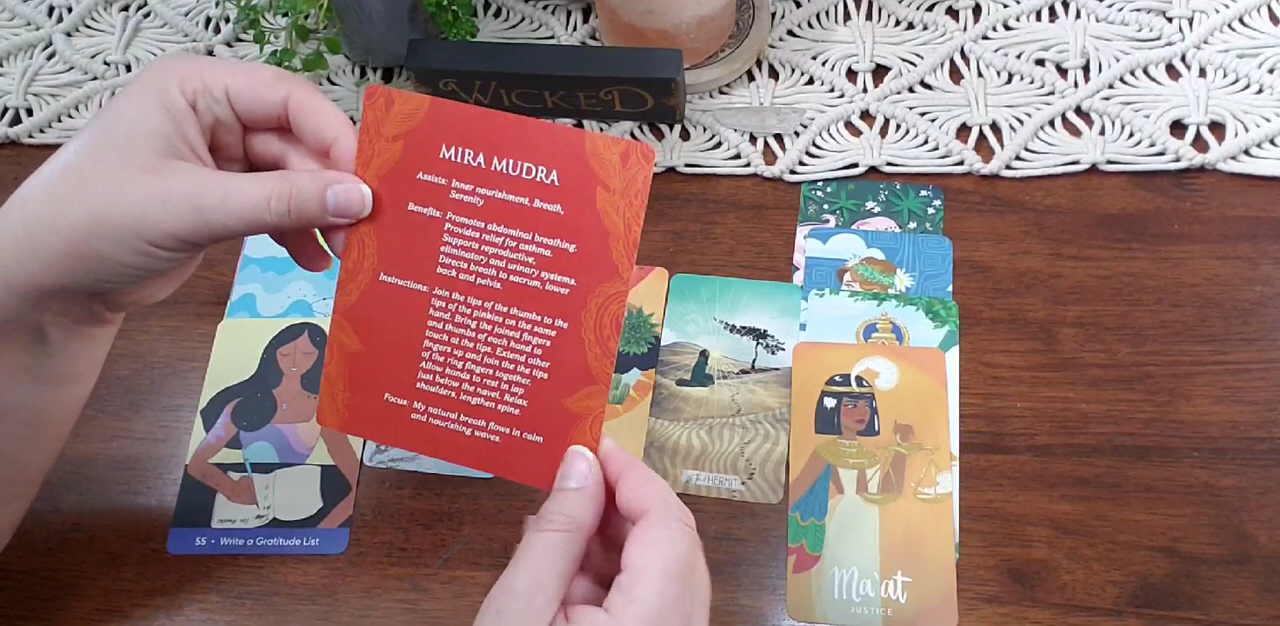 WICKED
MIRA MUDRA
Assists: Inner nourishment, Breath,
Serenity
Benefits: Promotes abdominal breathing.
Provides relief for asthma.
Supports reproductive,
eliminatory and urinary systems.
Directs breath to sacrum, lower
back and pelvis.
Instructions: Join the tips of the thumbs to the
tips of the pinkies on the same
hand. Bring the joined fingers
and thumbs of each hand to
touch at the tips. Extend other
fingers up and join the the tips
of the ring fingers together.
Allow hands to rest in lap
just below the navel. Relax
shoulders, lengthen spine.
Focus: My natural breath flows in calm
and nourishing waves.
55 • Write a Gratitude List
The HERMIT
Ma'at
JUSTICE